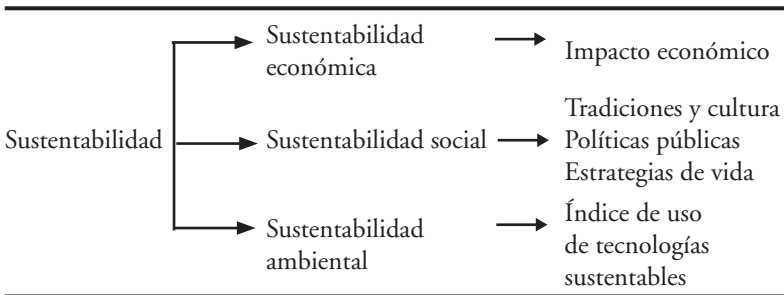 Sustentabilidad
Sustentabilidad
económica
Impacto económico
Sustentabilidad social
Tradiciones y cultura
Políticas públicas
Estrategias de vida
Sustentabilidad
ambiental
Índice de uso
de tecnologías
sustentables